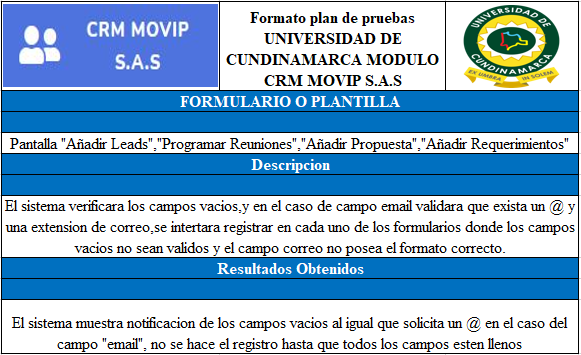 CRM MOVIP
S.A.S
Formato plan de pruebas
UNIVERSIDAD DE
CUNDINAMARCA MODULO
CRM MOVIP S.A.S
UNIVERSIDAD DE
CUNDINAMARCA
EX UMBRA IN SOLEM
FORMULARIO O PLANTILLA
Pantalla "Añadir Leads","Programar Reuniones","Añadir Propuesta","Añadir Requerimientos"
Descripcion
El sistema verificara los campos vacios,y en el caso de campo email validara que exista un @ y
una extension de correo,se intertara registrar en cada uno de los formularios donde los campos
vacios no sean validos y el campo correo no posea el formato correcto.
Resultados Obtenidos
El sistema muestra notificacion de los campos vacios al igual que solicita un @ en el caso del
campo "email", no se hace el registro hasta que todos los campos esten llenos